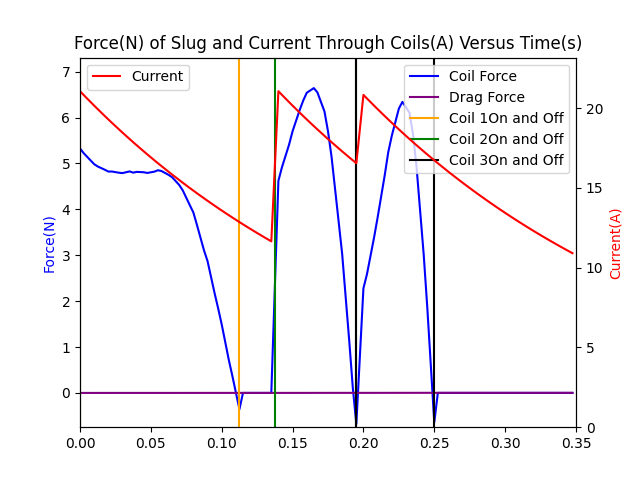 Force(N) of Slug and Current Through Coils(A) Versus Time(s)
Current
Coil Force
Drag Force
Coil 1On and Off
Coil 2On and Off
Coil 3On and Off
Force(N)
Current(A)
7
6
5
4
3
2
1
0
20
15
10
5
0
0.00 0.05 0.10 0.15 0.20 0.25 0.30 0.35